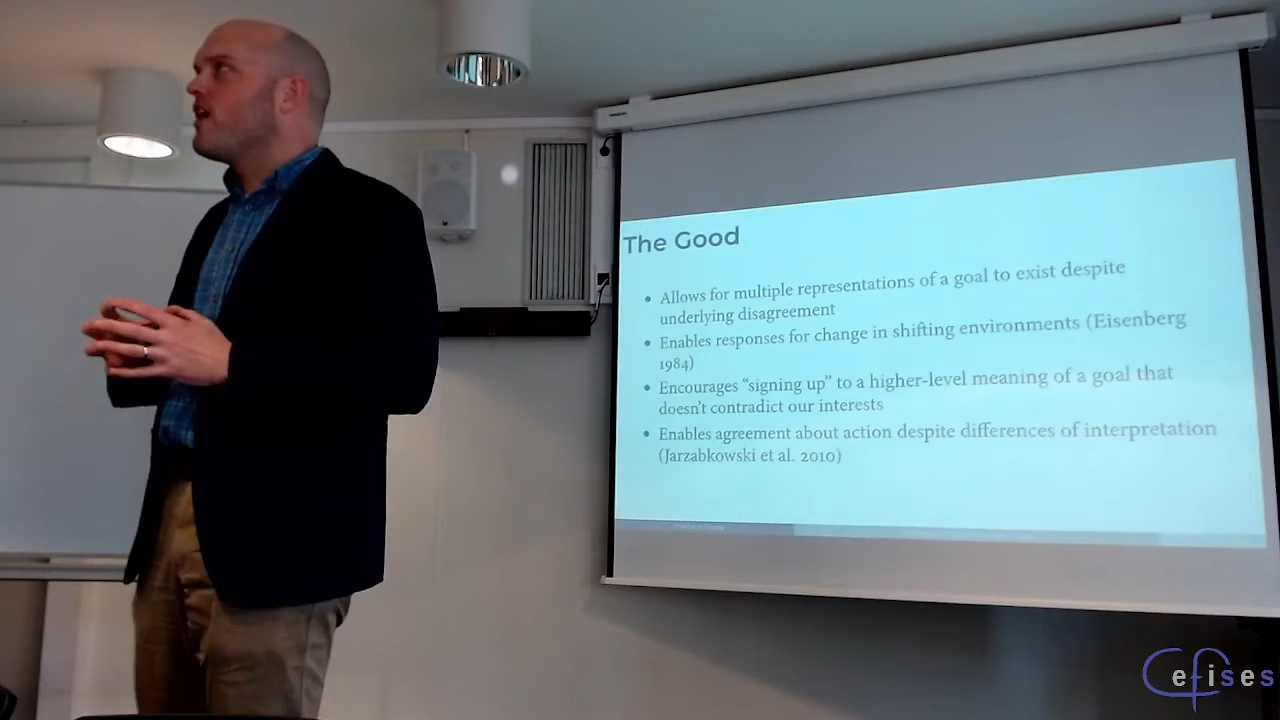 The Good
• Allows for multiple representations of a goal to exist despite
underlying disagreement
• Enables responses for change in shifting environments (Eisenberg
1984)
• Encourages “signing up” to a higher-level meaning of a goal that
doesn't contradict our interests
• Enables agreement about action despite differences of interpretation
(Jarzabkowski et al. 2010)
Cefises